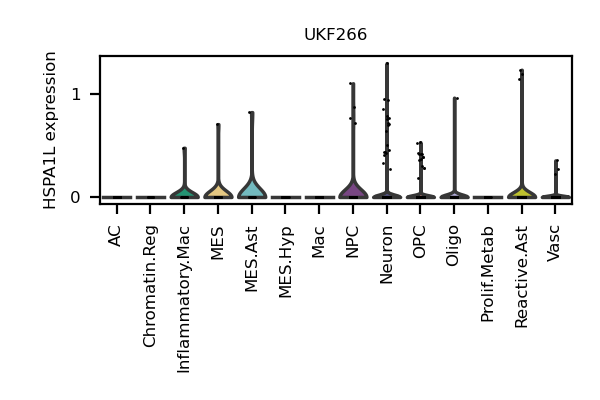 UKF266
HSPA1L expression
1
0
AC
Chromatin.Reg
Inflammatory.Mac
MES
MES.Ast
MES.Hyp
Mac
NPC
Neuron
OPC
Oligo
Prolif.Metab
Reactive.Ast
Vasc